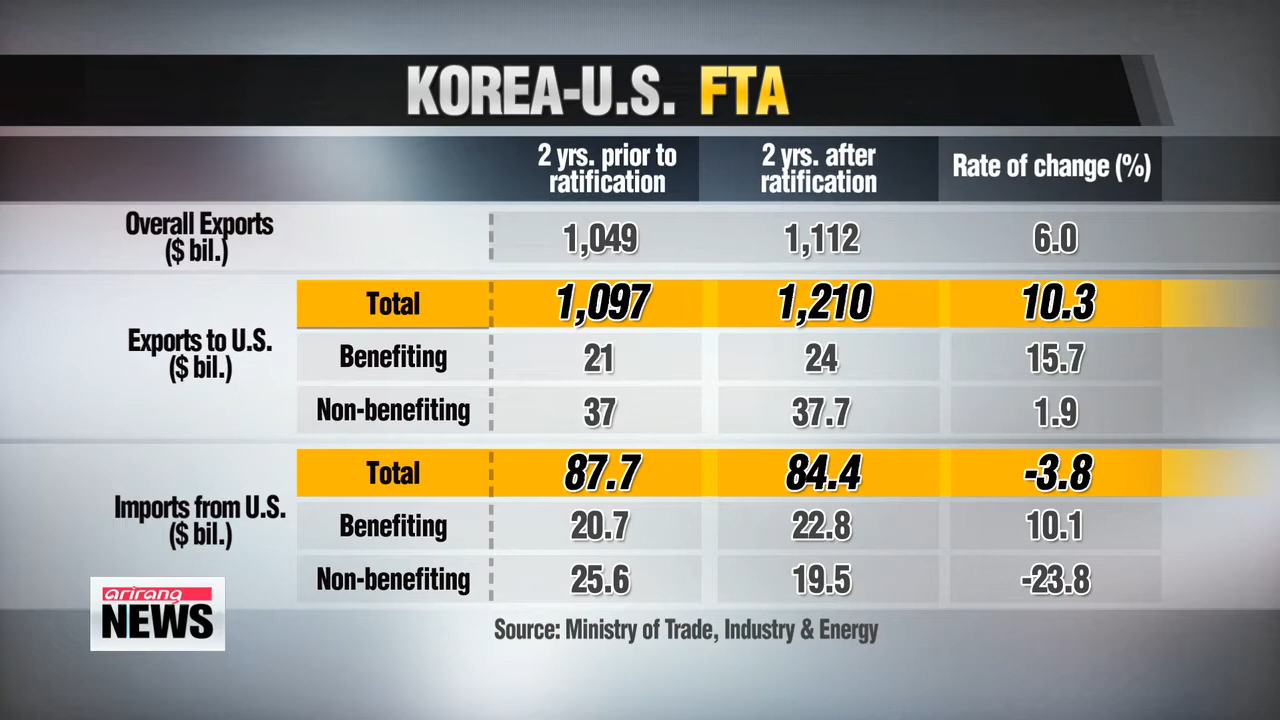 KOREA-U.S. FTA
2 yrs. prior to
ratification
2 yrs. after
ratification
Rate of change (%)
Overall Exports
($ bil.)
1,049
1,112
6.0
Exports to U.S.
($ bil.)
Total
1,097
1,210
10.3
Benefiting
21
24
15.7
Non-benefiting
37
37.7
1.9
Imports from U.S.
($ bil.)
Total
87.7
84.4
-3.8
Benefiting
20.7
22.8
10.1
Non-benefiting
25.6
19.5
-23.8
arirang
NEWS
Source: Ministry of Trade, Industry & Energy